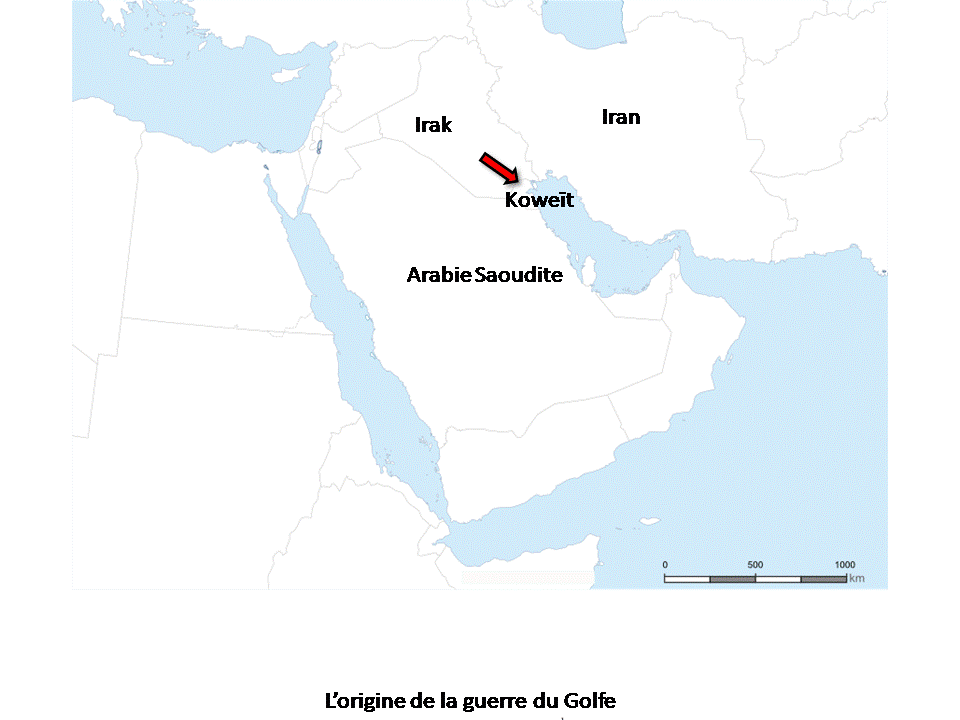 Irak
Iran
Koweït
Arabie Saoudite
0 500 1000
km
L'origine de la guerre du Golfe